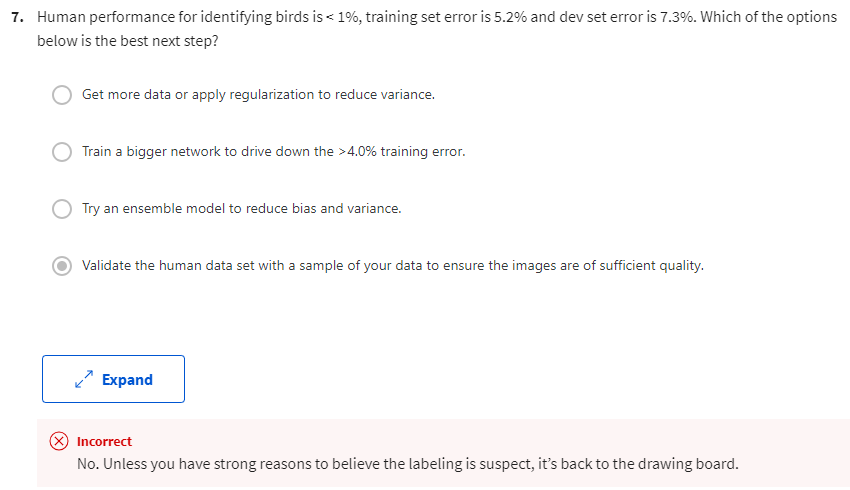 7. Human performance for identifying birds is < 1%, training set error is 5.2% and dev set error is 7.3%. Which of the options
below is the best next step?
Get more data or apply regularization to reduce variance.
Train a bigger network to drive down the >4.0% training error.
Try an ensemble model to reduce bias and variance.
Validate the human data set with a sample of your data to ensure the images are of sufficient quality.
Expand
Incorrect
No. Unless you have strong reasons to believe the labeling is suspect, it’s back to the drawing board.